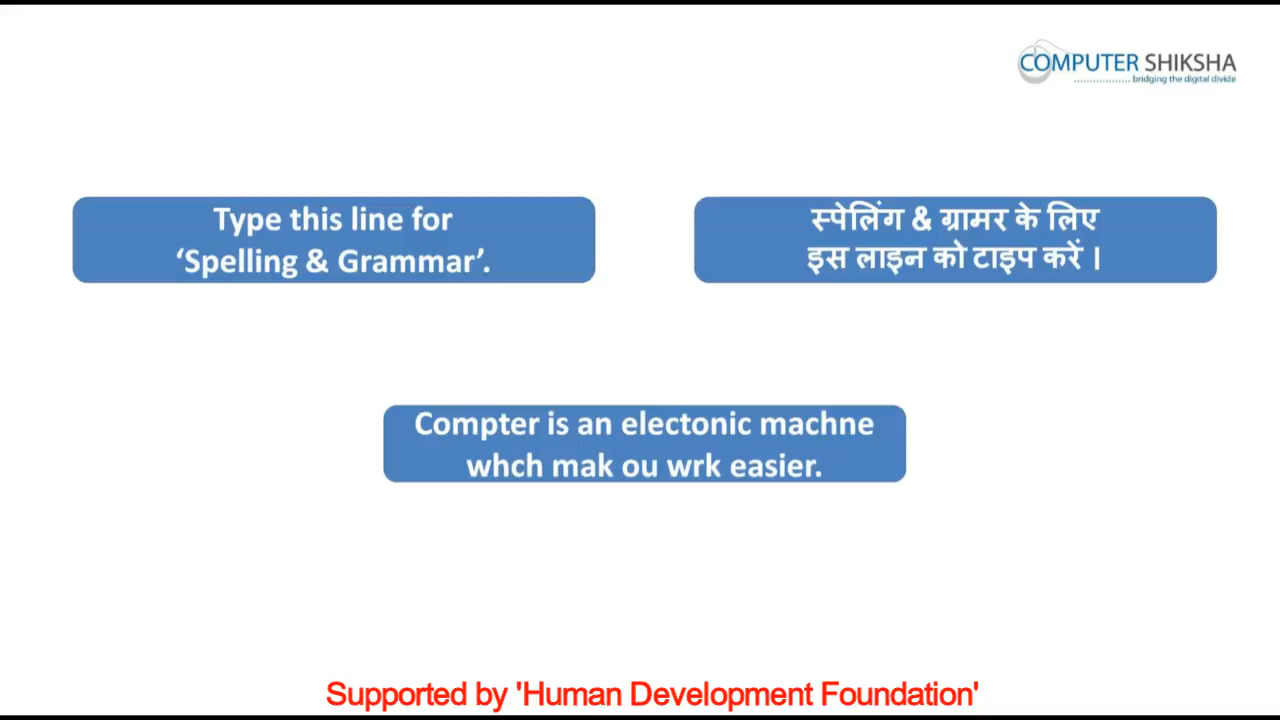 COMPUTER SHIKSHA
bridging the digital divide
Type this line for
‘Spelling & Grammar’.
स्पेलिंग & ग्रामर के लिए
इस लाइन को टाइप करें ।
Compter is an electonic machne
whch mak ou wrk easier.
Supported by 'Human Development Foundation'